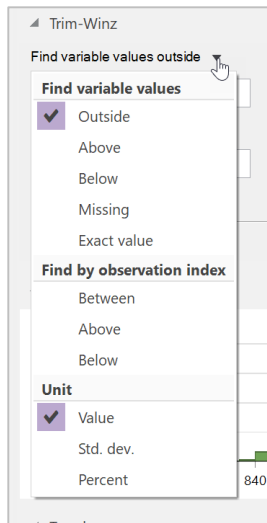 Trim-Winz
Find variable values outside
Find variable values
Outside
Above
Below
Missing
Exact value
Find by observation index
Between
Above
Below
Unit
Value
Std. dev.
Percent
840